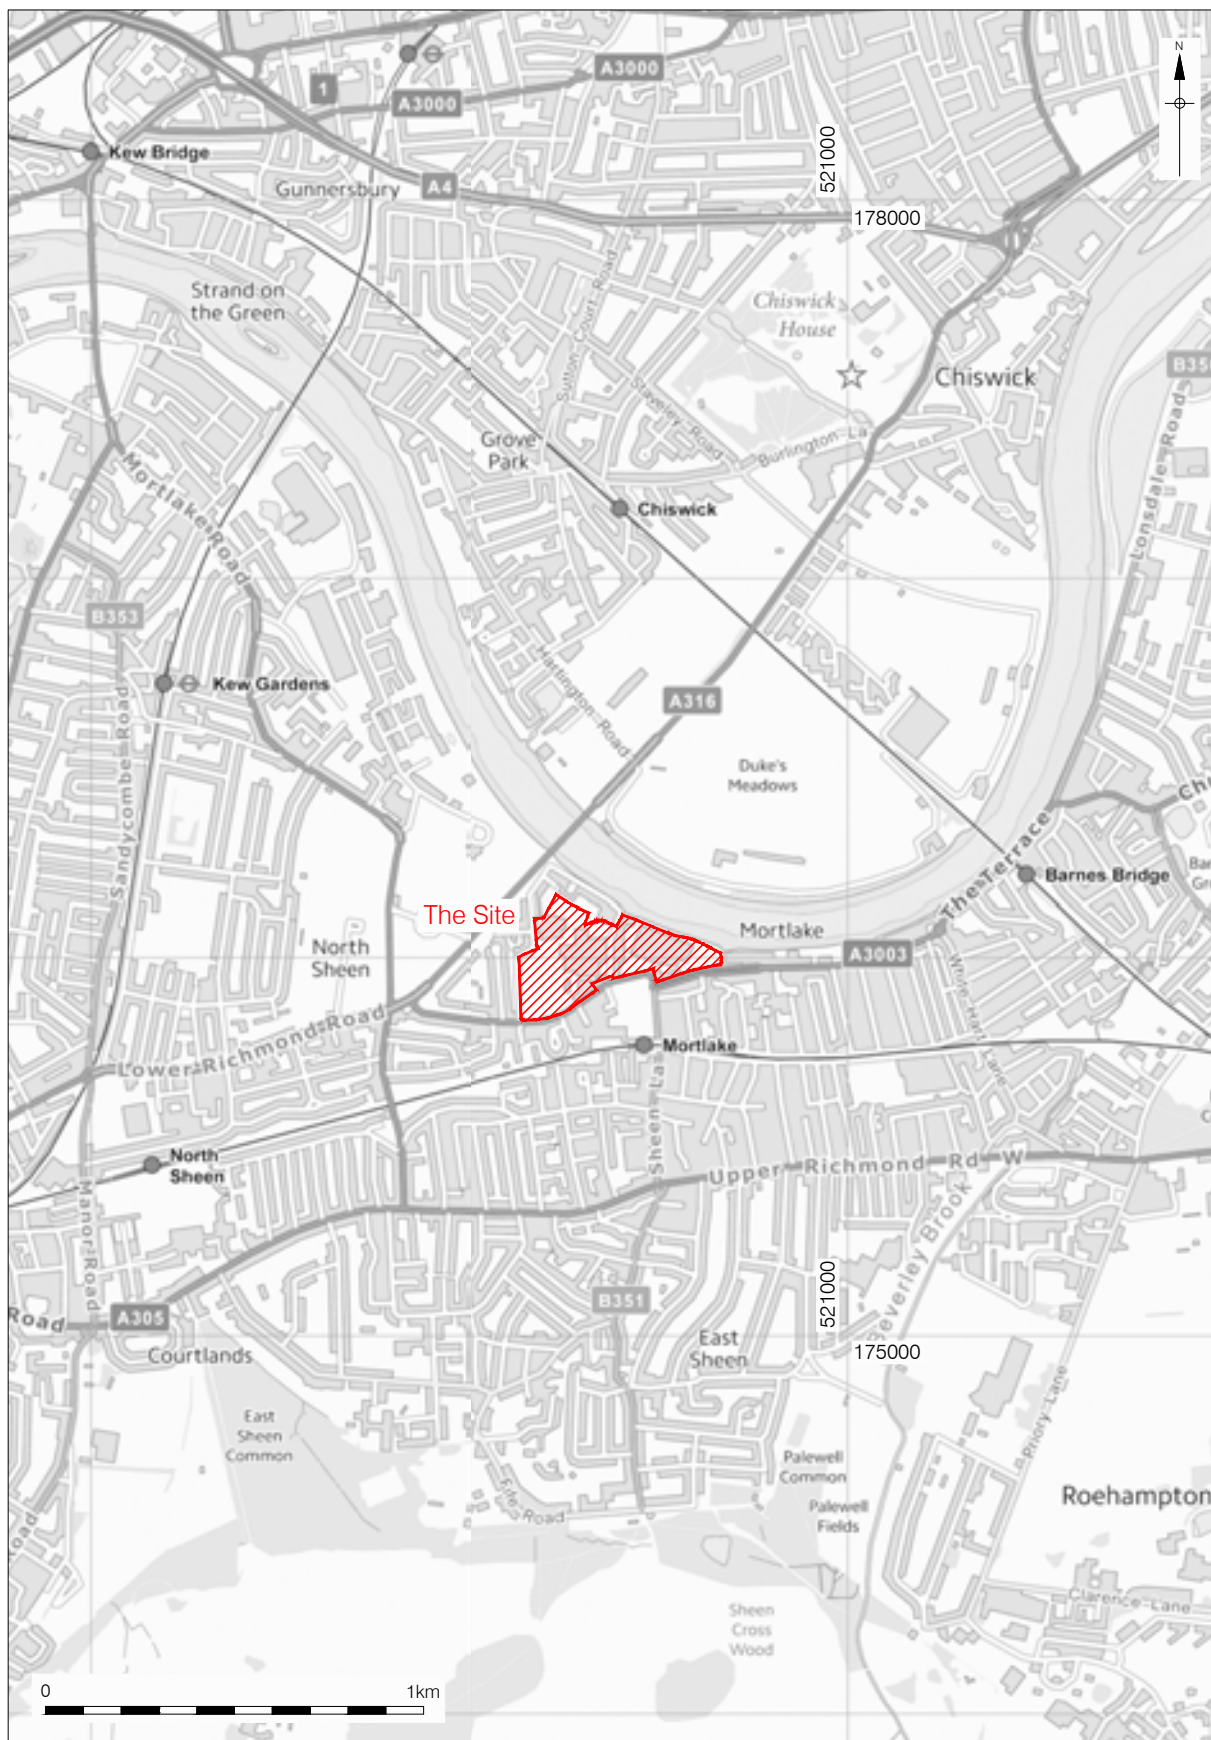 N
A3000
1
A3000
Kew Bridge
Gunnersbury
A4
521000
178000
Strand on
the Green
Sutton Court Road
Chiswick
House
Chiswick
Staveley Road
Grove
Park
Burlington La
Mortlake Road
Chiswick
Lonsdale Road
B353
Kew Gardens
Hartington Road
A316
Sandycombe Road
Duke's
Meadows
The Terrace
Barnes Bridge
The Site
Mortlake
North
Sheen
A3003
White Hart Lane
Lower Richmond Road
Mortlake
Sheen La
North
Sheen
Upper Richmond Rd W
Manor Road
Beverley Brook
521000
B351
Road
A305
East
Sheen
175000
Courtlands
Priory Lane
East
Sheen
Common
Palewell
Common
Fife Road
Roehampton
Palewell
Fields
Clarence Lane
Sheen
Cross
Wood
0
1km